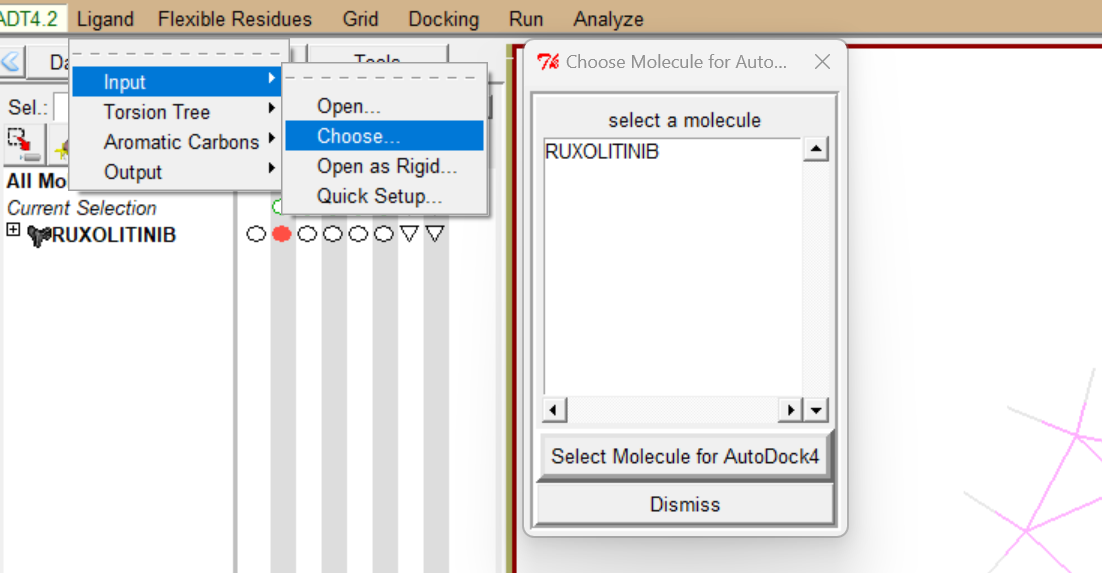 ADT4.2 Ligand Flexible Residues Grid Docking Run Analyze
Tools
Sel.:
All Mo
Current Selection
RUXOLITINIB
Input
Torsion Tree
Aromatic Carbons
Output
Open...
Choose...
Open as Rigid...
Quick Setup...
Choose Molecule for Auto...
select a molecule
RUXOLITINIB
Select Molecule for AutoDock4
Dismiss